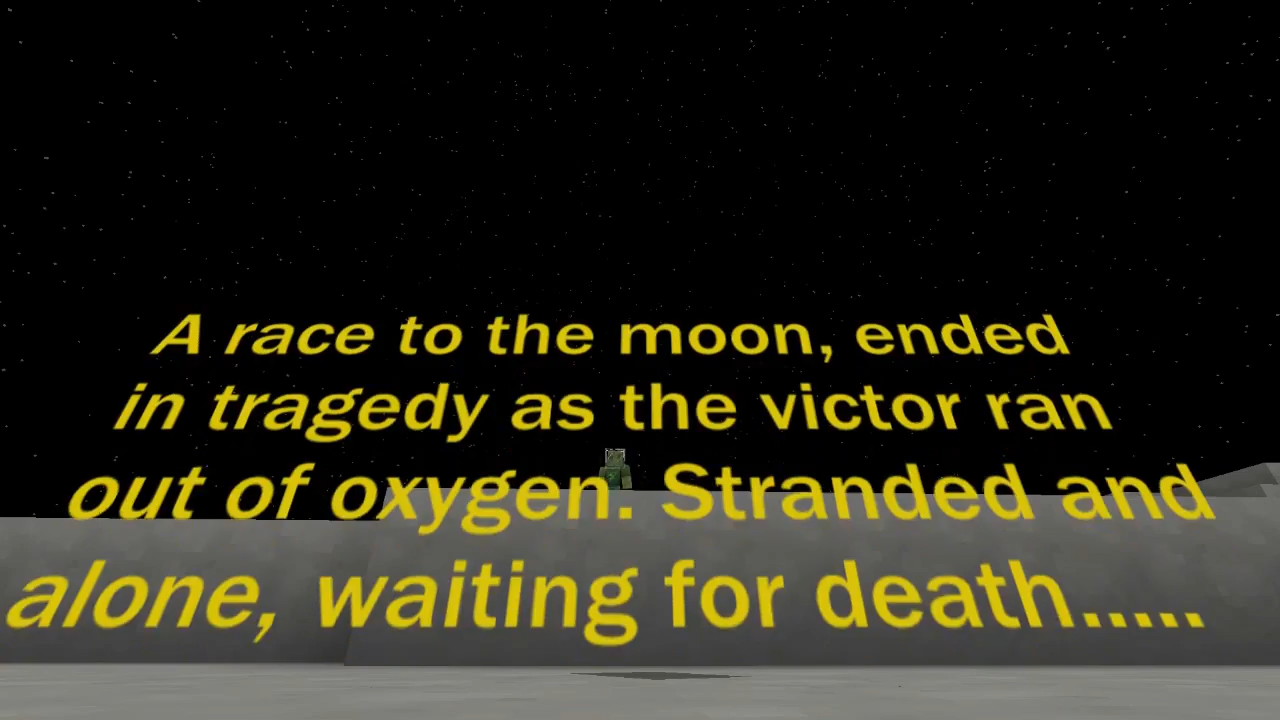 A race to the moon, ended
in tragedy as the victor ran
out of oxygen. Stranded and
alone, waiting for death.....